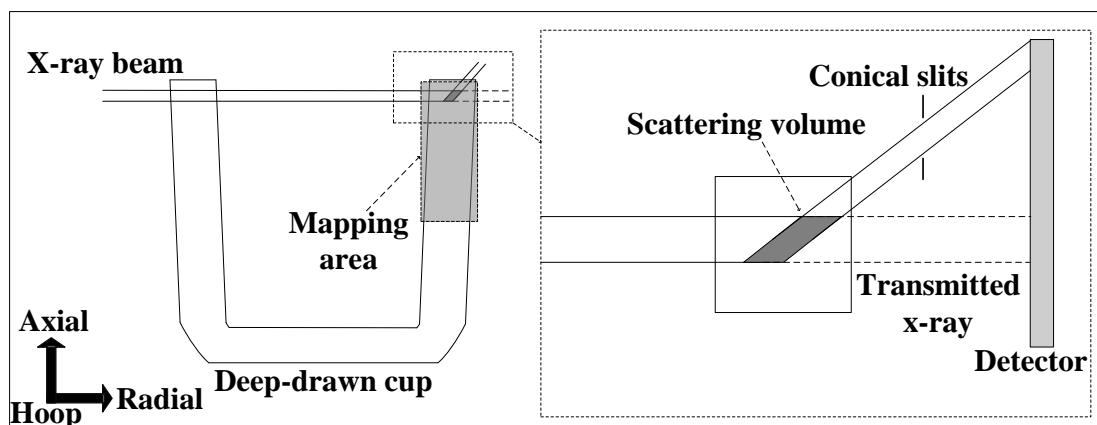 X-ray beam
Mapping
area
Axial
Hoop
Radial
Deep-drawn cup
Conical slits
Scattering volume
Transmitted
x-ray
Detector